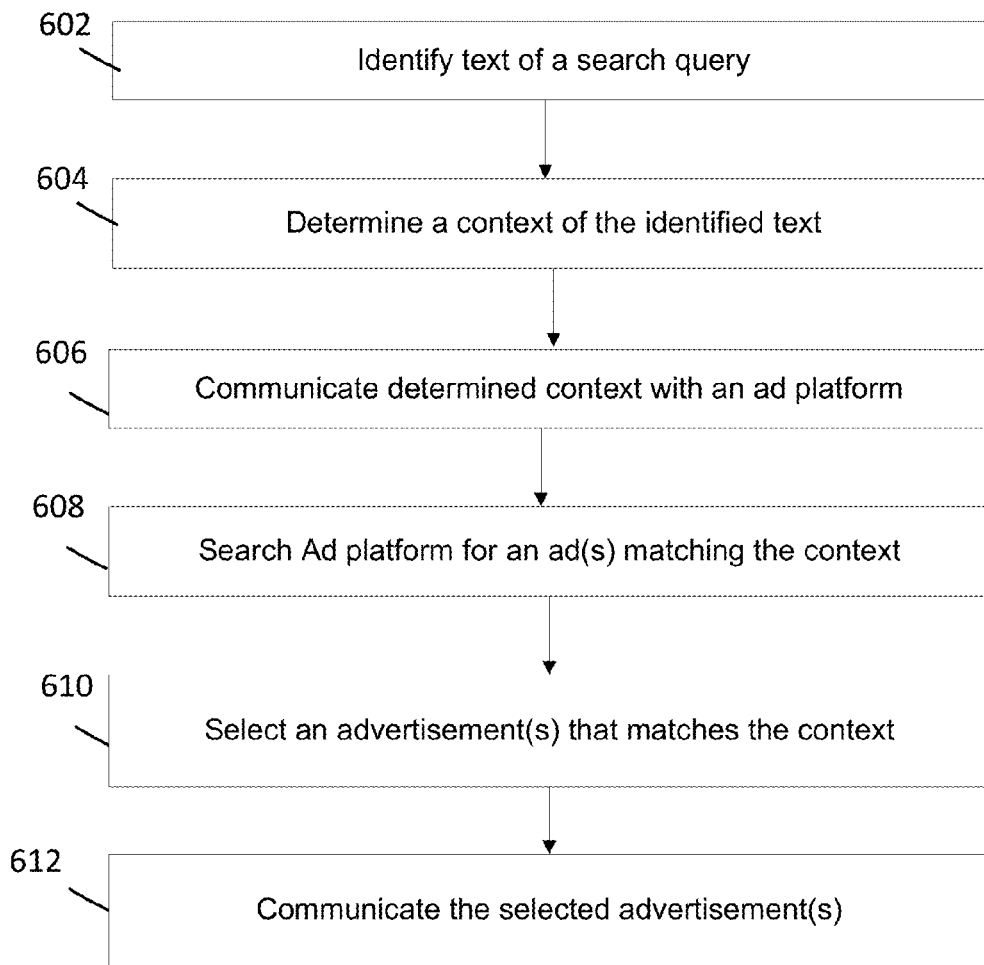 602
Identify text of a search query
604
Determine a context of the identified text
606
Communicate determined context with an ad platform
608
Search Ad platform for an ad(s) matching the context
610
Select an advertisement(s) that matches the context
612
Communicate the selected advertisement(s)